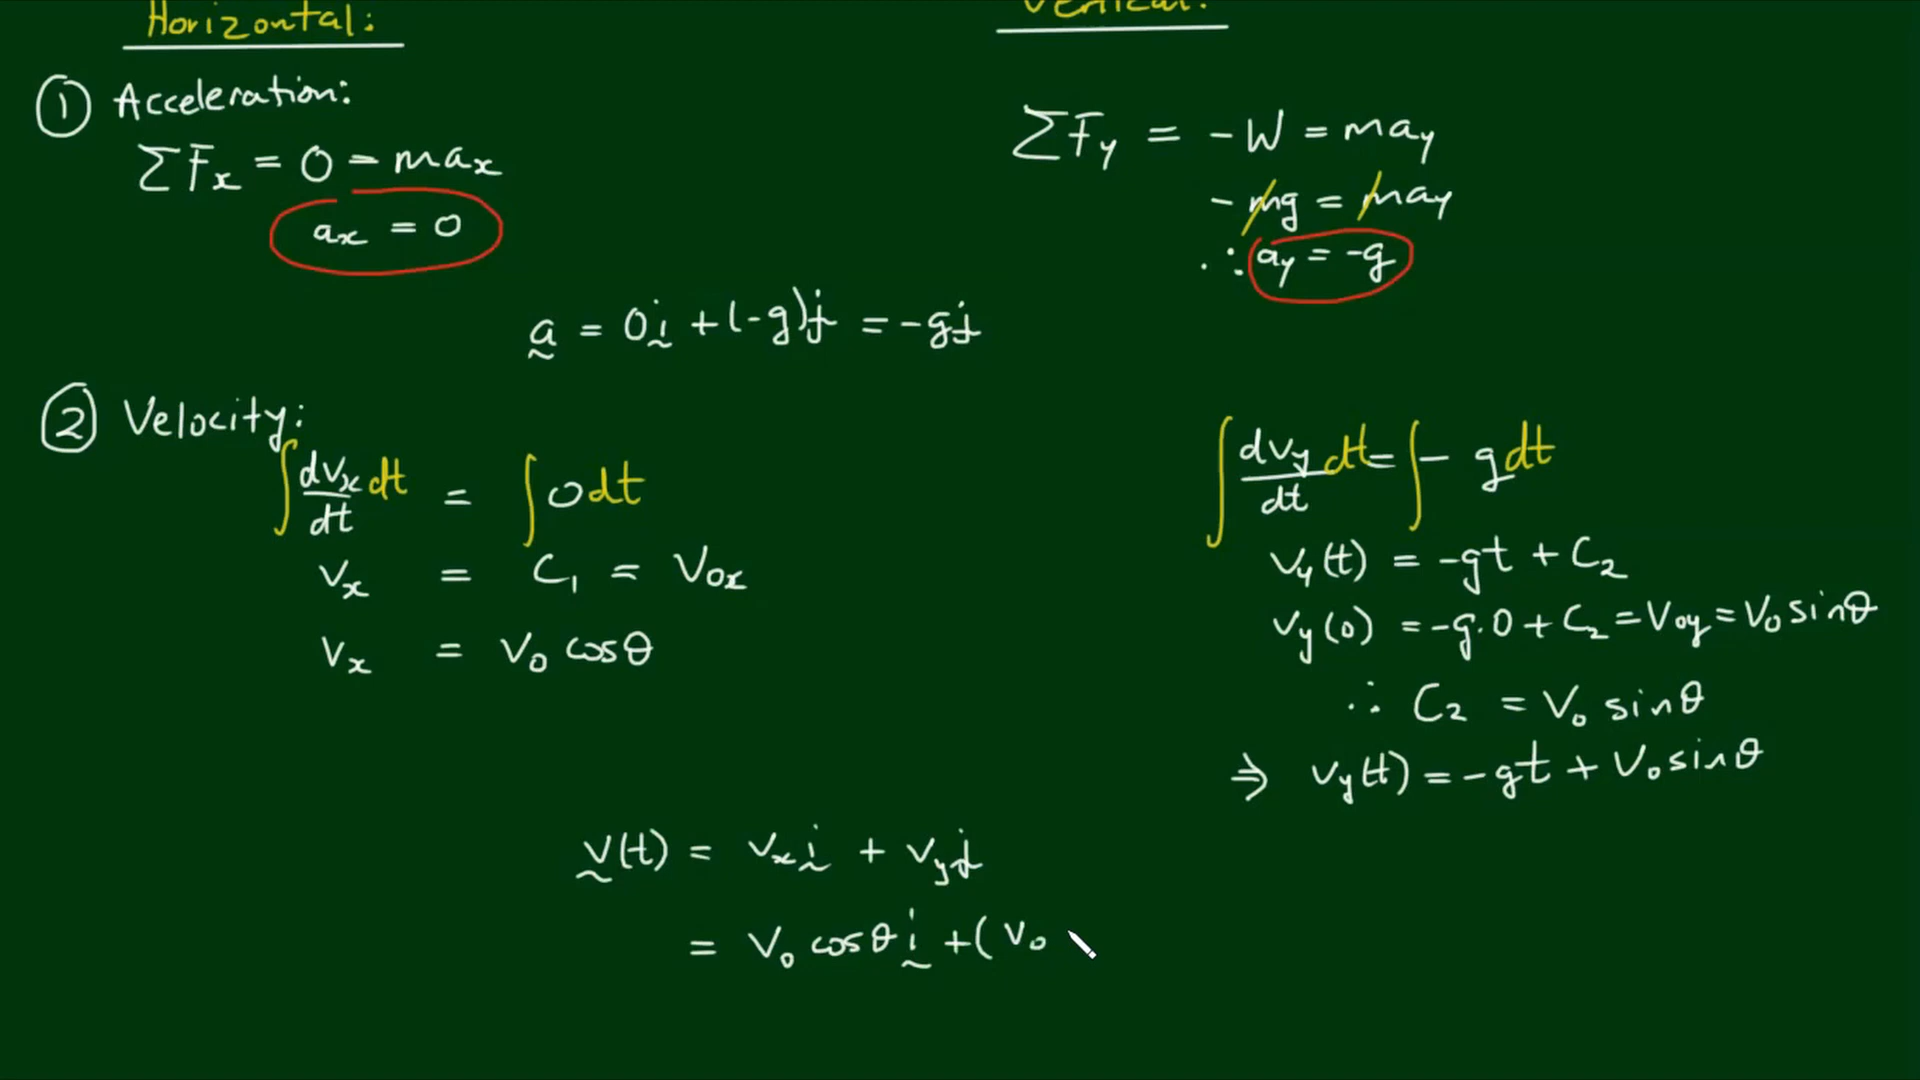 Horizontal:
Vertical:
① Acceleration:
ΣFx = 0 = max
ax = 0
ΣFy = -W = may
-mg = may
∴ ay = -g
a = 0i + (-g)j = -gj
② Velocity:
∫ dvx/dt dt = ∫ 0dt
vx = C1 = V0x
vx = V0 cosθ
∫ dvy/dt dt = ∫ - g dt
vy(t) = -gt + C2
vy(0) = -g.0 + C2 = V0y = V0 sinθ
∴ C2 = V0 sinθ
⇒ vy(t) = -gt + V0 sinθ
v(t) = vx i + vy j
= V0 cosθ i + ( V0